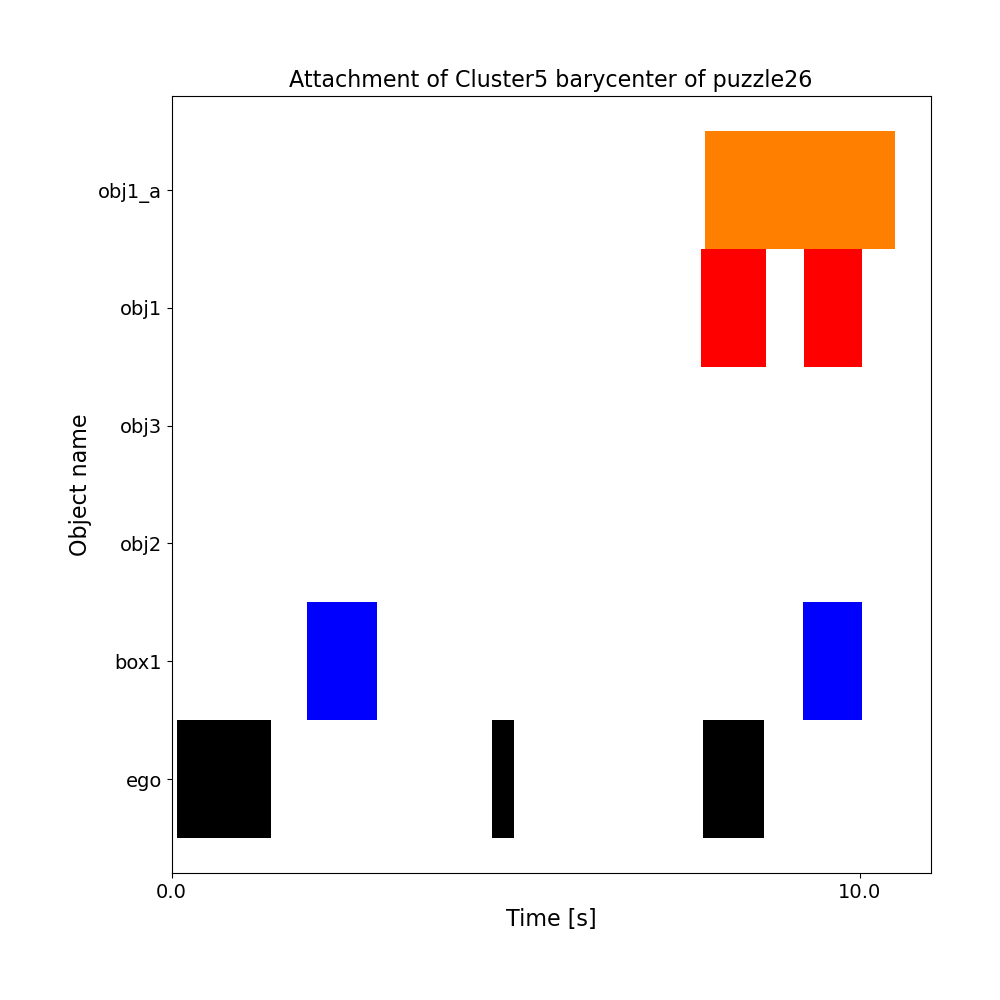 Attachment of Cluster5 barycenter of puzzle26
obj1_a
obj1
obj3
obj2
box1
ego
Object name
0.0
10.0
Time [s]